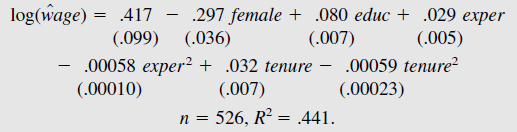 log(ŵage) = .417 − .297 female + .080 educ + .029 exper
(.099) (.036) (.007) (.005)
− .00058 exper² + .032 tenure − .00059 tenure²
(.00010) (.007) (.00023)
n = 526, R² = .441.